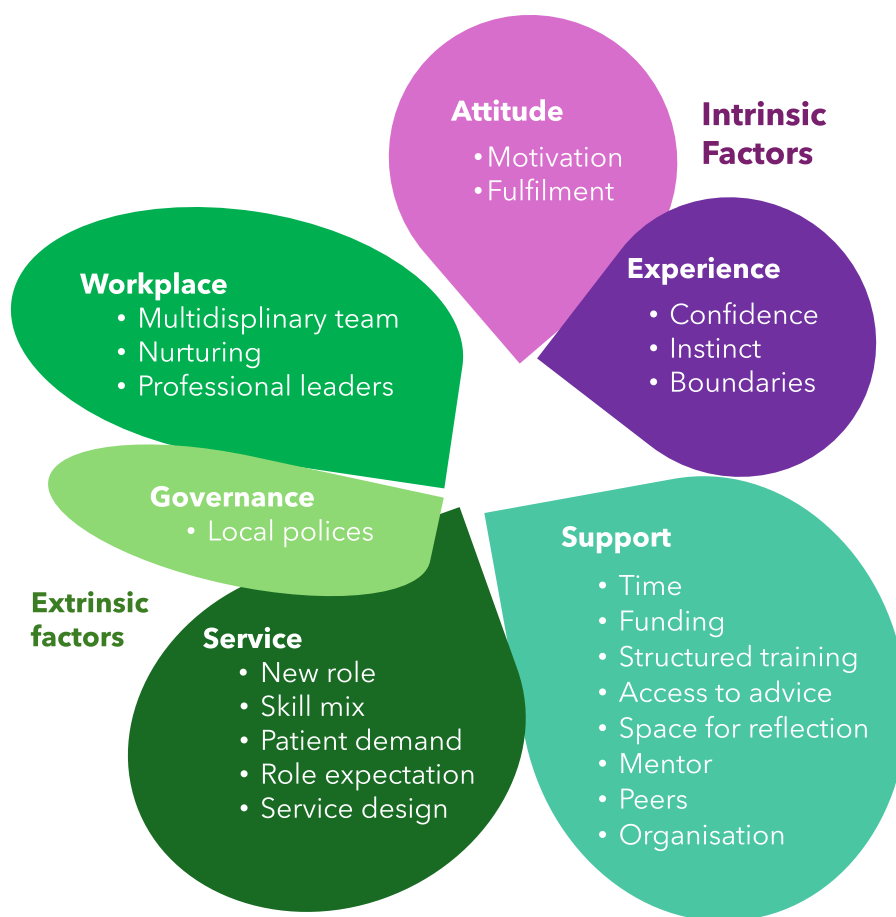 Attitude
• Motivation
• Fulfilment
Intrinsic
Factors
Experience
• Confidence
• Instinct
• Boundaries
Workplace
• Multidisplinary team
• Nurturing
• Professional leaders
Governance
• Local polices
Extrinsic
factors
Service
• New role
• Skill mix
• Patient demand
• Role expectation
• Service design
Support
• Time
• Funding
• Structured training
• Access to advice
• Space for reflection
• Mentor
• Peers
• Organisation